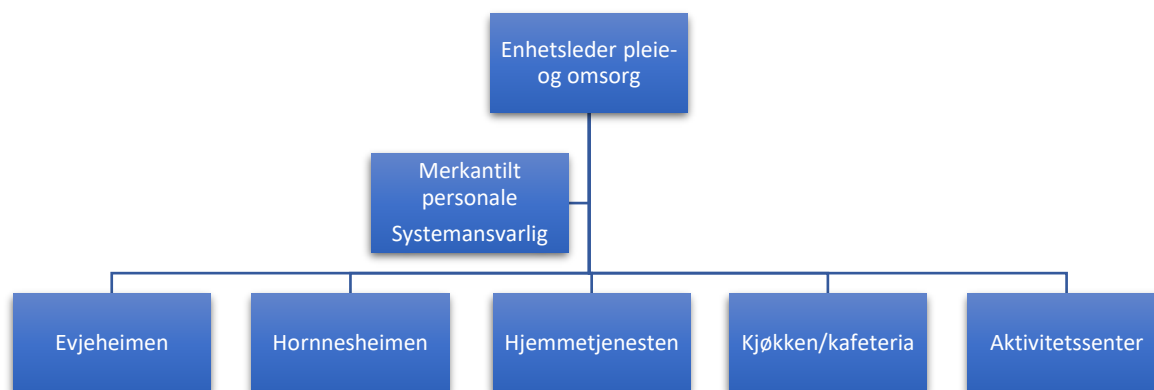 Enhetsleder pleie-
og omsorg
Merkantilt
personale
Systemansvarlig
Evjeheimen
Hornnesheimen
Hjemmetjenesten
Kjøkken/kafeteria
Aktivitetssenter